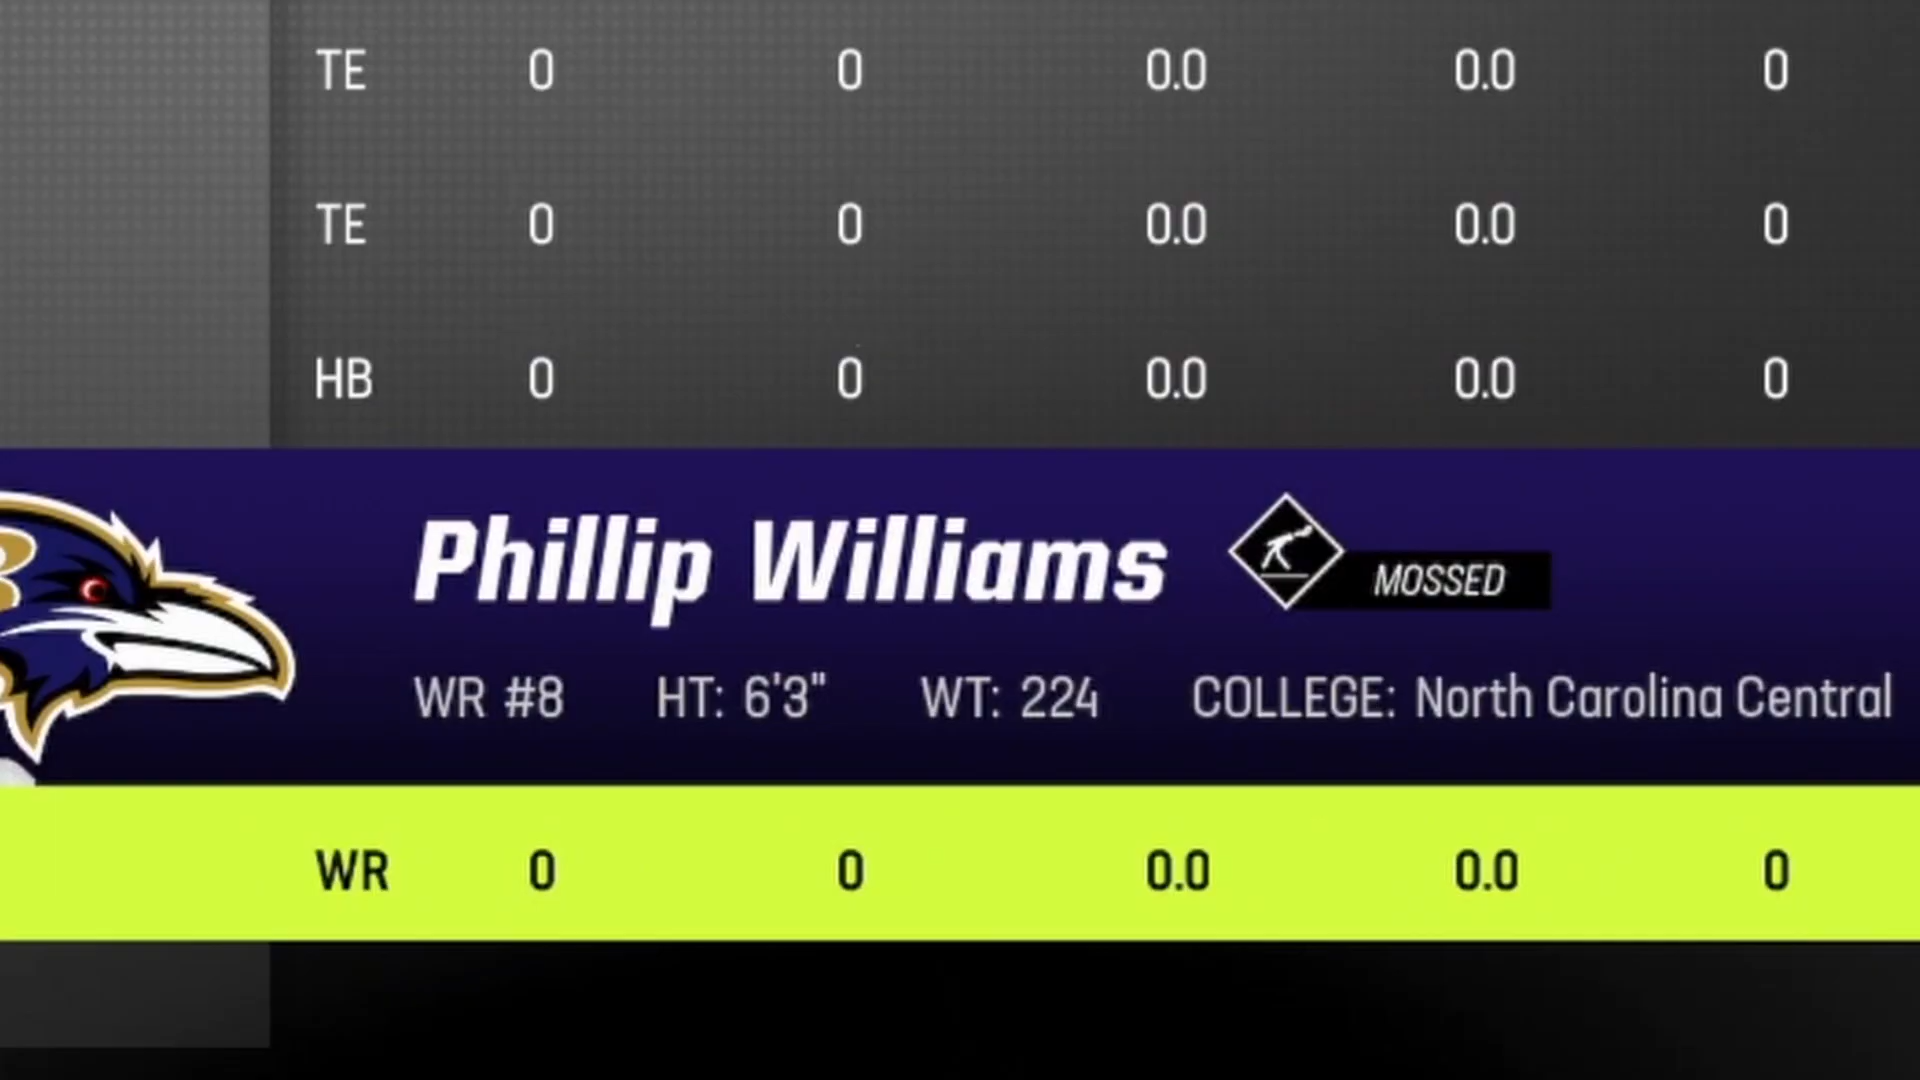 TE 0 0 0.0 0.0 0
TE 0 0 0.0 0.0 0
HB 0 0 0.0 0.0 0
Phillip Williams MOSSED
WR #8 HT: 6'3" WT: 224 COLLEGE: North Carolina Central
WR 0 0 0.0 0.0 0